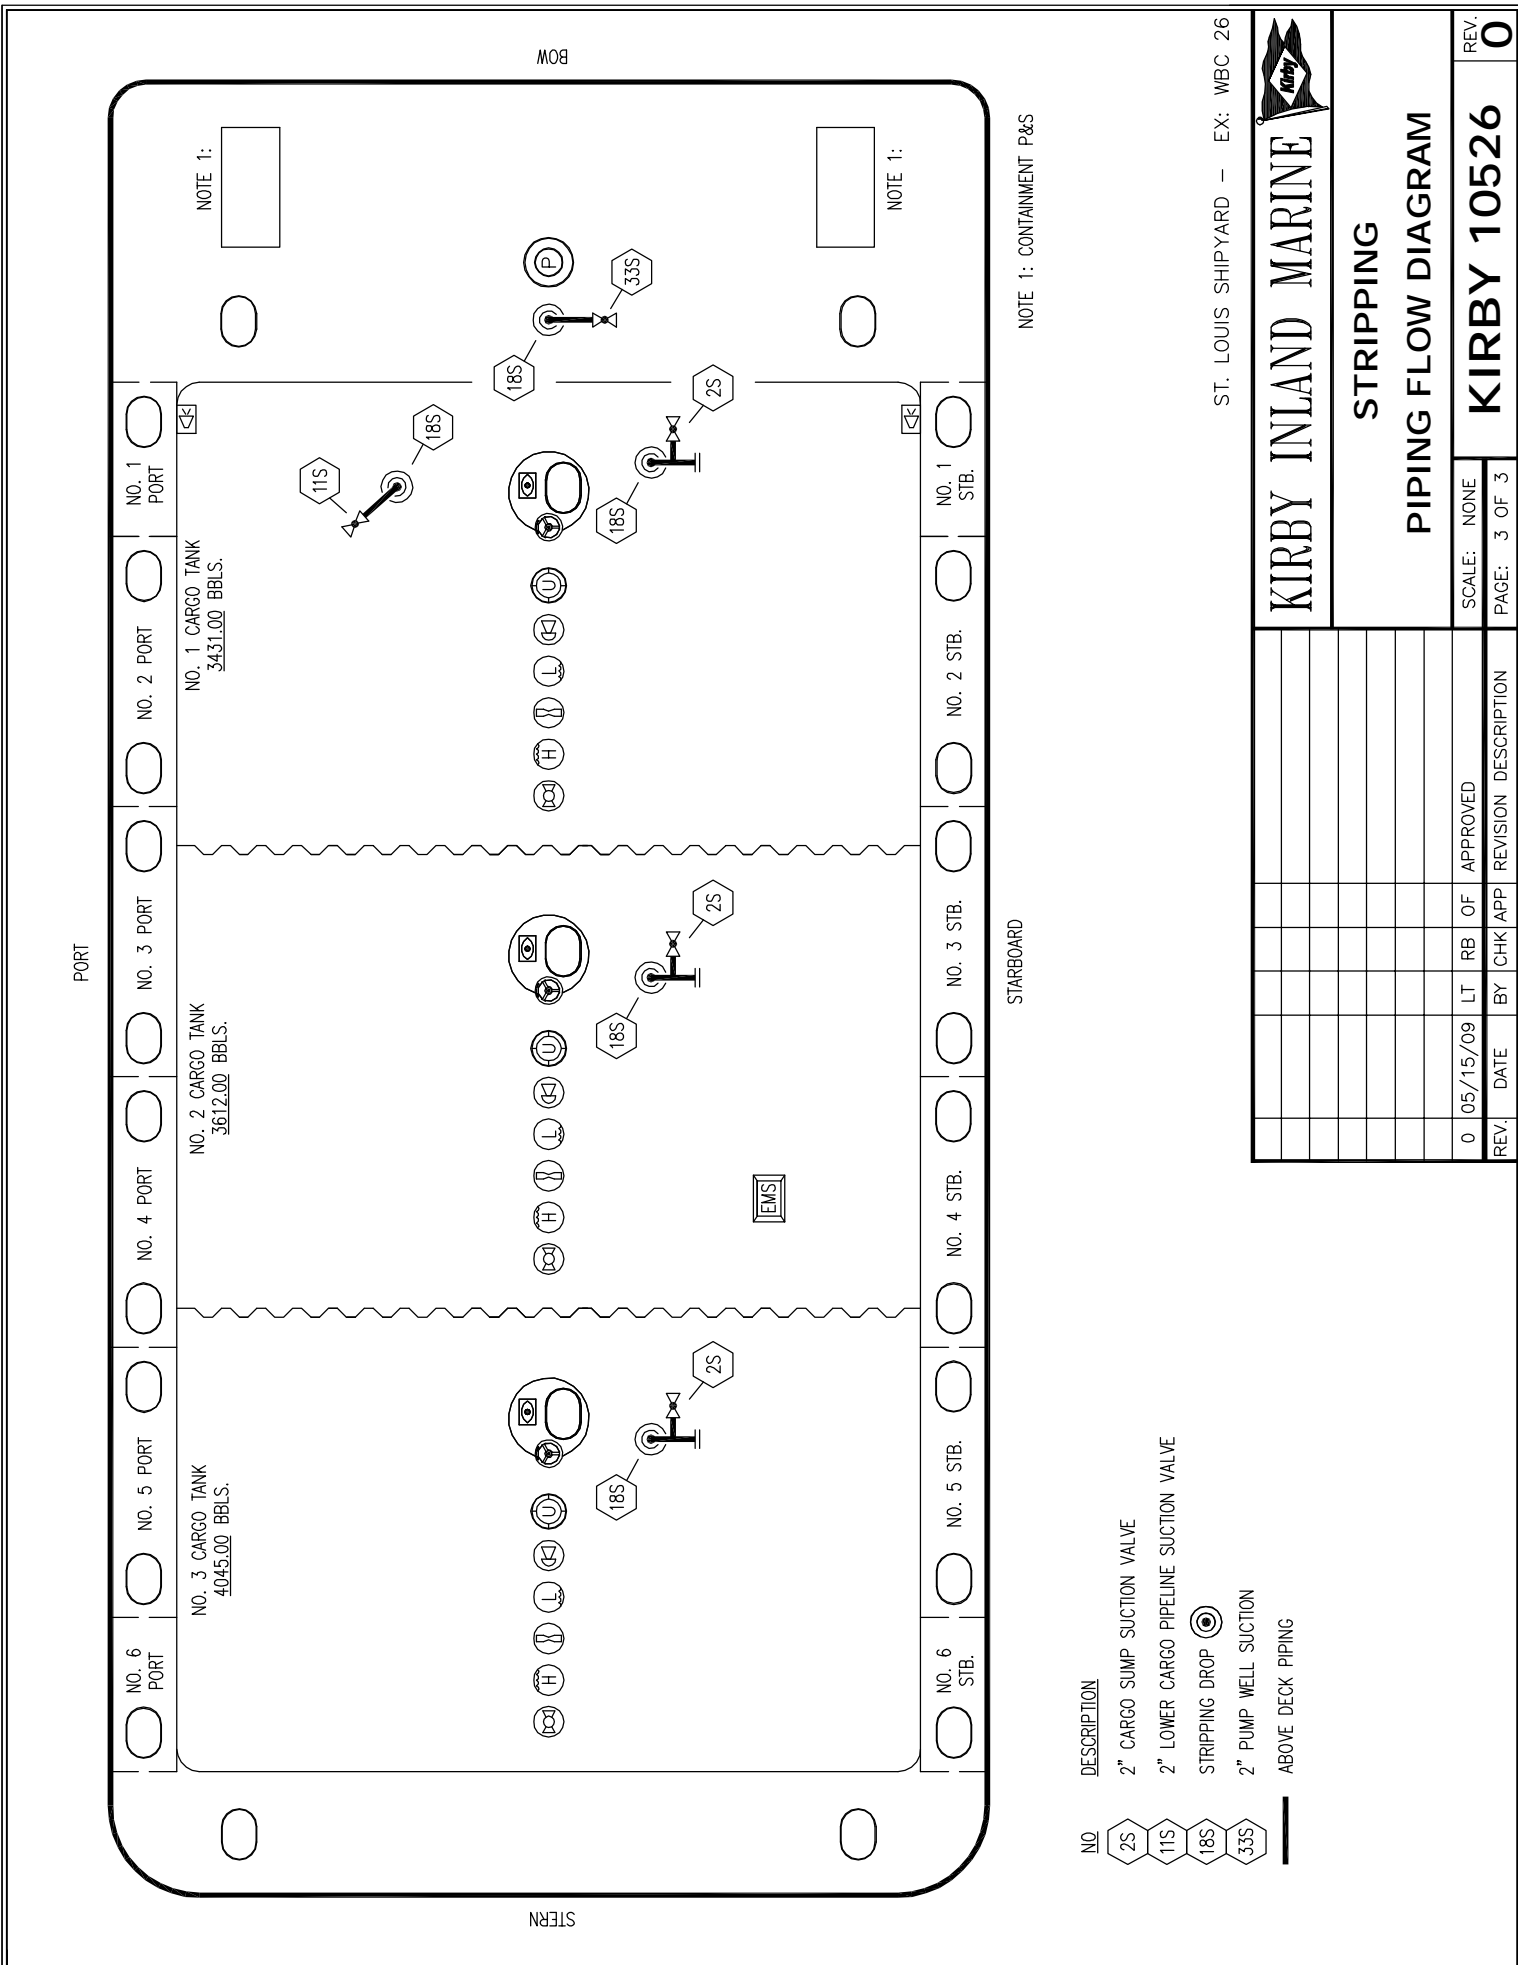 PORT
NO. 6
PORT
NO. 5 PORT
NO. 4 PORT
NO. 3 PORT
NO. 2 PORT
NO. 1
PORT
NOTE 1:
NO. 3 CARGO TANK
4045.00 BBLS.
NO. 2 CARGO TANK
3612.00 BBLS.
NO. 1 CARGO TANK
3431.00 BBLS.
11S
18S
STERN
H
L
U
H
L
U
H
L
U
P
BOW
18S
2S
18S
2S
18S
2S
18S
33S
EMS
NO. 6
STB.
NO. 5 STB.
NO. 4 STB.
NO. 3 STB.
NO. 2 STB.
NO. 1
STB.
NOTE 1:
STARBOARD
NOTE 1: CONTAINMENT P&S
NO DESCRIPTION
2S 2" CARGO SUMP SUCTION VALVE
11S 2" LOWER CARGO PIPELINE SUCTION VALVE
18S STRIPPING DROP
33S 2" PUMP WELL SUCTION
ABOVE DECK PIPING
ST. LOUIS SHIPYARD - EX: WBC 26
KIRBY INLAND MARINE
Kirby
STRIPPING
PIPING FLOW DIAGRAM
0 05/15/09 LT RB OF APPROVED
REV. DATE BY CHK APP REVISION DESCRIPTION
SCALE: NONE
PAGE: 3 OF 3
KIRBY 10526
REV.
0